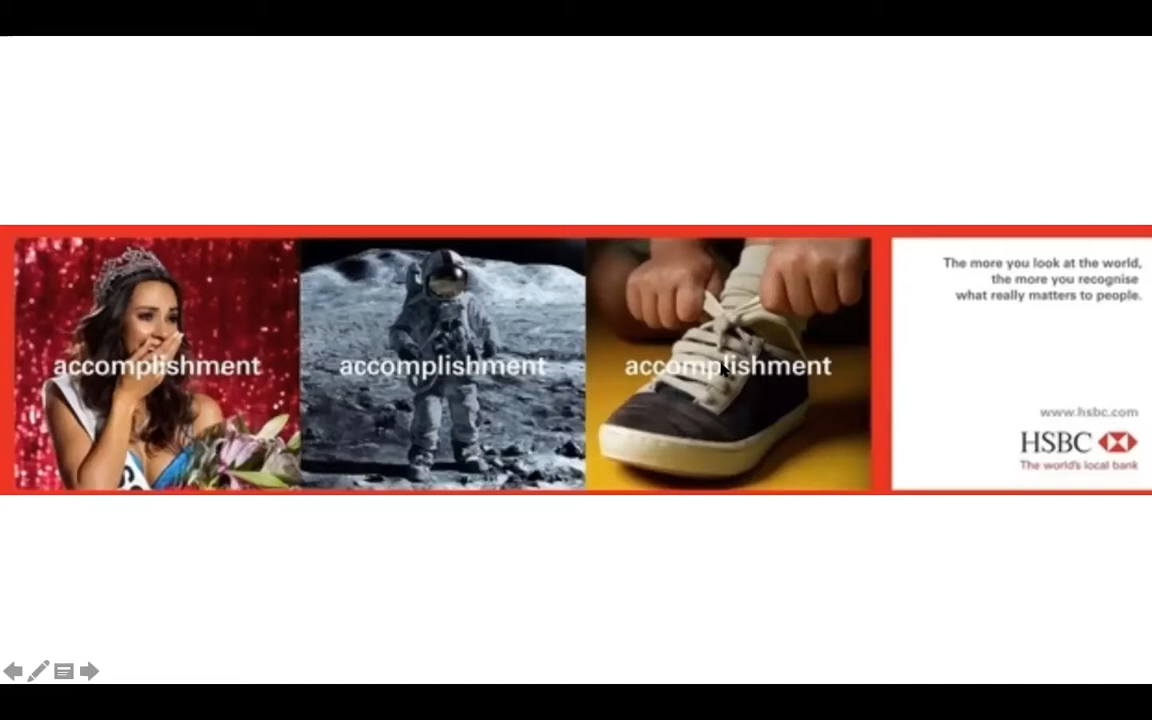 accomplishment
accomplishment
accomplishment
The more you look at the world,
the more you recognise
what really matters to people.
www.hsbc.com
HSBC
The world's local bank